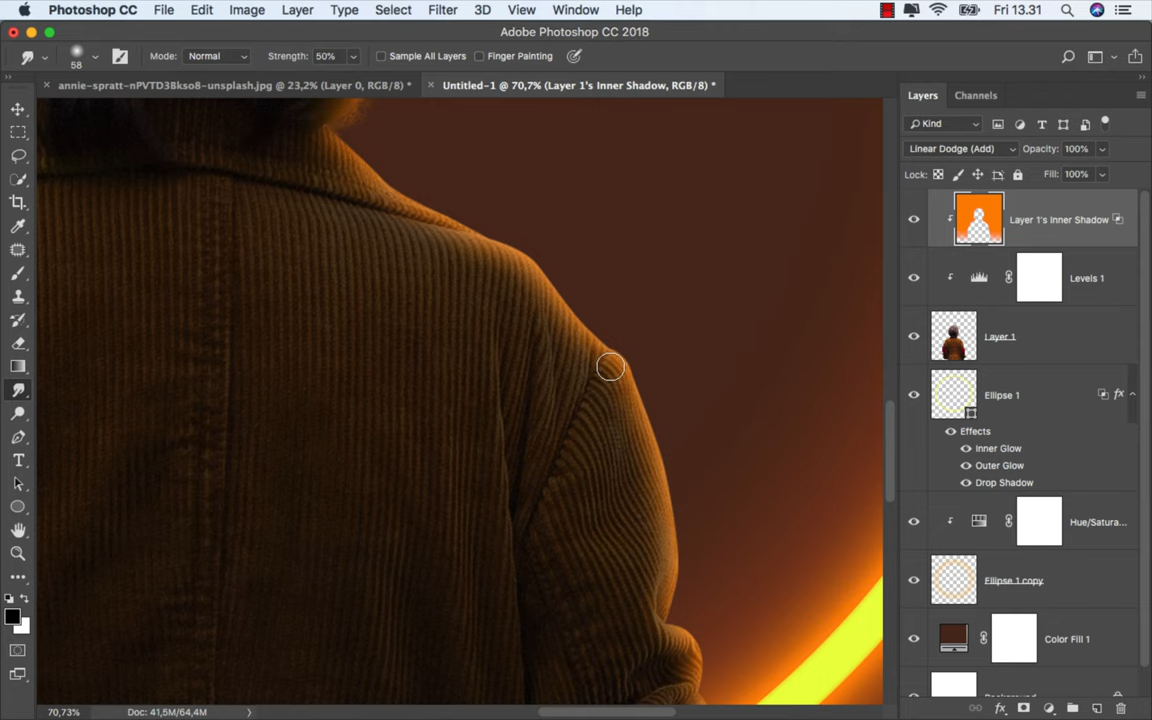 Photoshop CC File Edit Image Layer Type Select Filter 3D View Window Help Fri 13.31
Adobe Photoshop CC 2018
58 Mode: Normal Strength: 50% Sample All Layers Finger Painting
annie-spratt-nPVTD3Bkso8-unsplash.jpg @ 23,2% (Layer 0, RGB/8) * Untitled-1 @ 70,7% (Layer 1's Inner Shadow, RGB/8) *
Layers Channels
Kind
Linear Dodge (Add) Opacity: 100%
Lock: Fill: 100%
Layer 1's Inner Shadow
Levels 1
Layer 1
Ellipse 1 fx
Effects
Inner Glow
Outer Glow
Drop Shadow
Hue/Satura...
Ellipse 1 copy
Color Fill 1
70,73% Doc: 41,5M/64,4M fx